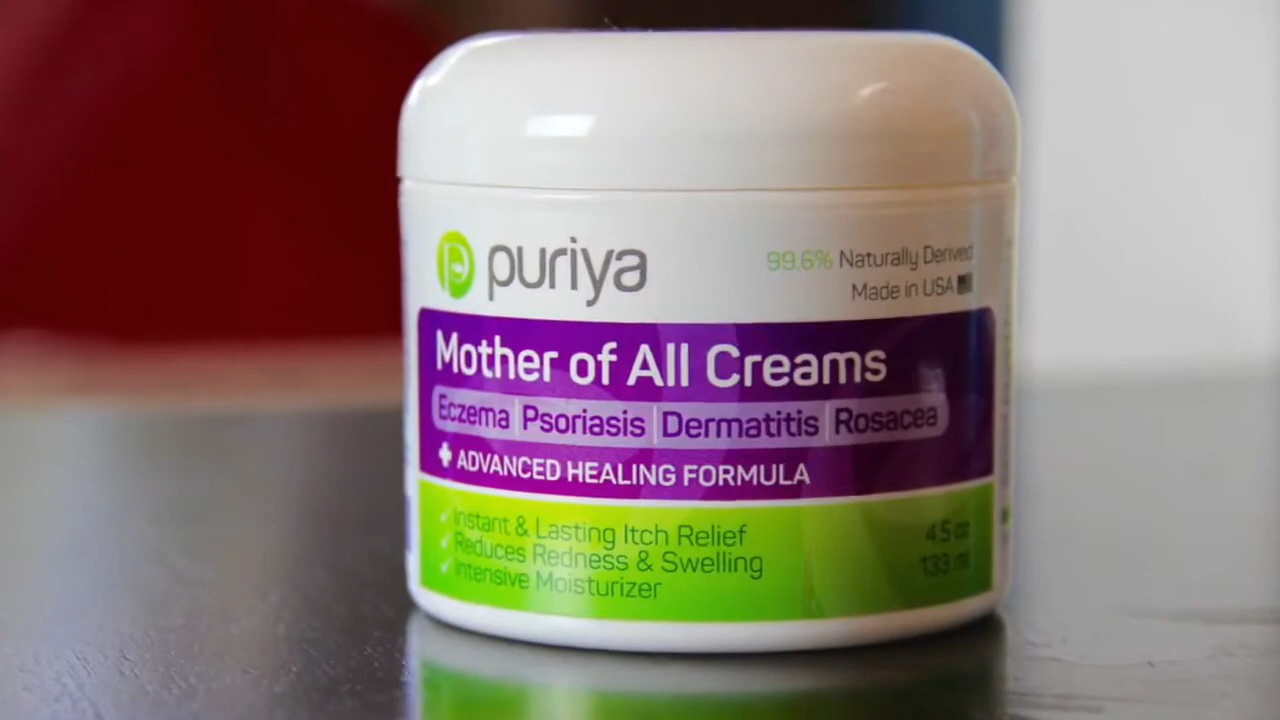 puriya
99.6% Naturally Derived
Made in USA
Mother of All Creams
Eczema Psoriasis Dermatitis Rosacea
ADVANCED HEALING FORMULA
Instant & Lasting Itch Relief
Reduces Redness & Swelling
Intensive Moisturizer
4.5 oz
133 ml